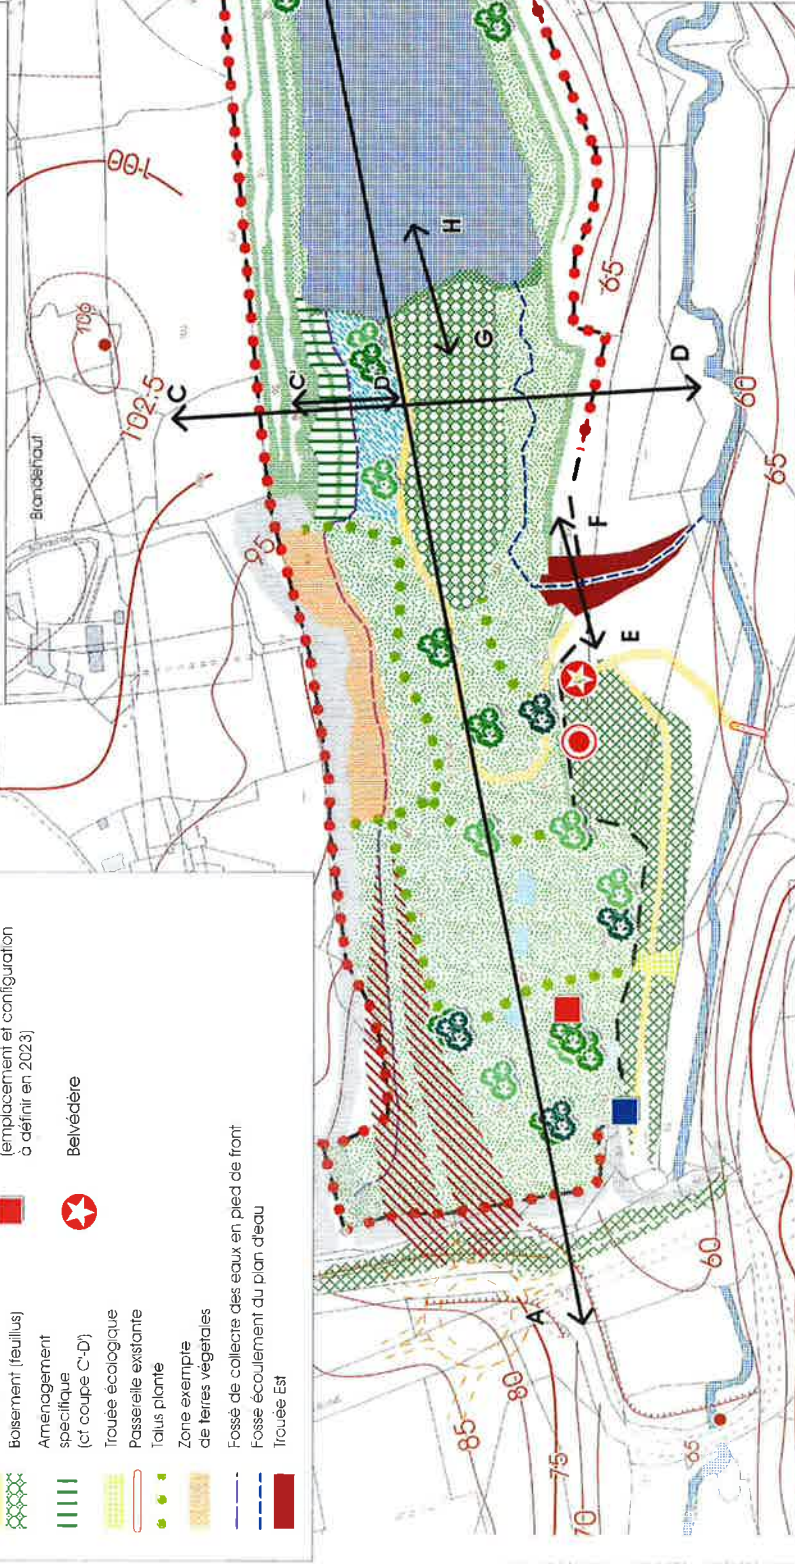 (emplacement et configuration
à définir en 2023)
Belvédère
Boisement (feuillus)
Aménagement
spécifique
(cf coupe C'-D')
Trouée écologique
Passerelle existante
Talus planté
Zone exempte
de terres végétales
Fossé de collecte des eaux en pied de front
Fossé écoulement du plan d'eau
Trouée Est
Brandehaut
100
106
102.5
95
C
C'
D'
D
H
G
F
E
A
65
60
65
60
65
85
80
75
70